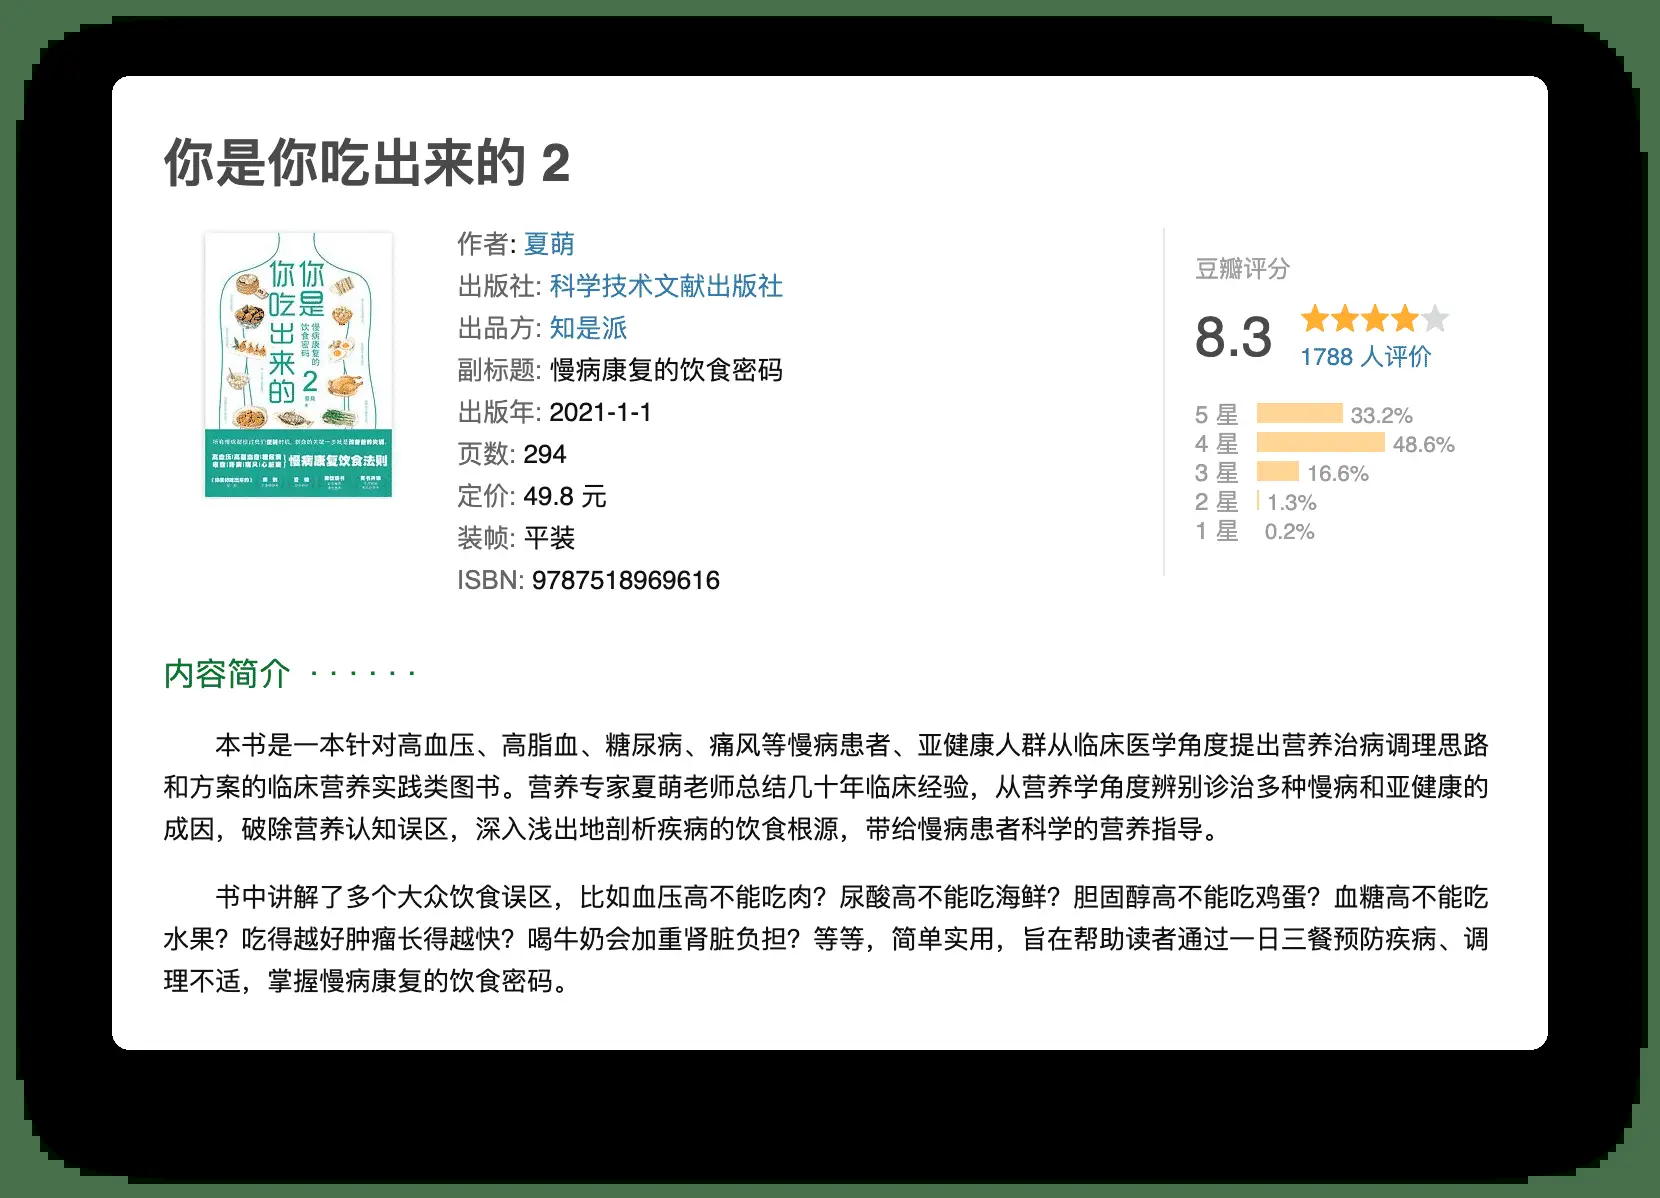 你是你吃出来的 2
你是
你吃出来的
慢病康复的
饮食密码
2
慢病康复饮食法则
作者: 夏萌
出版社: 科学技术文献出版社
出品方: 知是派
副标题: 慢病康复的饮食密码
出版年: 2021-1-1
页数: 294
定价: 49.8 元
装帧: 平装
ISBN: 9787518969616
豆瓣评分
8.3
1788 人评价
5 星 33.2%
4 星 48.6%
3 星 16.6%
2 星 1.3%
1 星 0.2%
内容简介 · · · · · ·
本书是一本针对高血压、高脂血、糖尿病、痛风等慢病患者、亚健康人群从临床医学角度提出营养治病调理思路
和方案的临床营养实践类图书。营养专家夏萌老师总结几十年临床经验，从营养学角度辨别诊治多种慢病和亚健康的
成因，破除营养认知误区，深入浅出地剖析疾病的饮食根源，带给慢病患者科学的营养指导。
书中讲解了多个大众饮食误区，比如血压高不能吃肉？尿酸高不能吃海鲜？胆固醇高不能吃鸡蛋？血糖高不能吃
水果？吃得越好肿瘤长得越快？喝牛奶会加重肾脏负担？等等，简单实用，旨在帮助读者通过一日三餐预防疾病、调
理不适，掌握慢病康复的饮食密码。